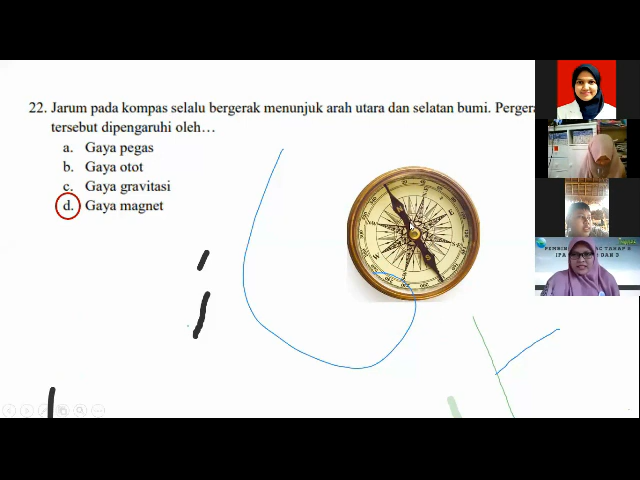 22. Jarum pada kompas selalu bergerak menunjuk arah utara dan selatan bumi.
tersebut dipengaruhi oleh…
a. Gaya pegas
b. Gaya otot
c. Gaya gravitasi
d. Gaya magnet